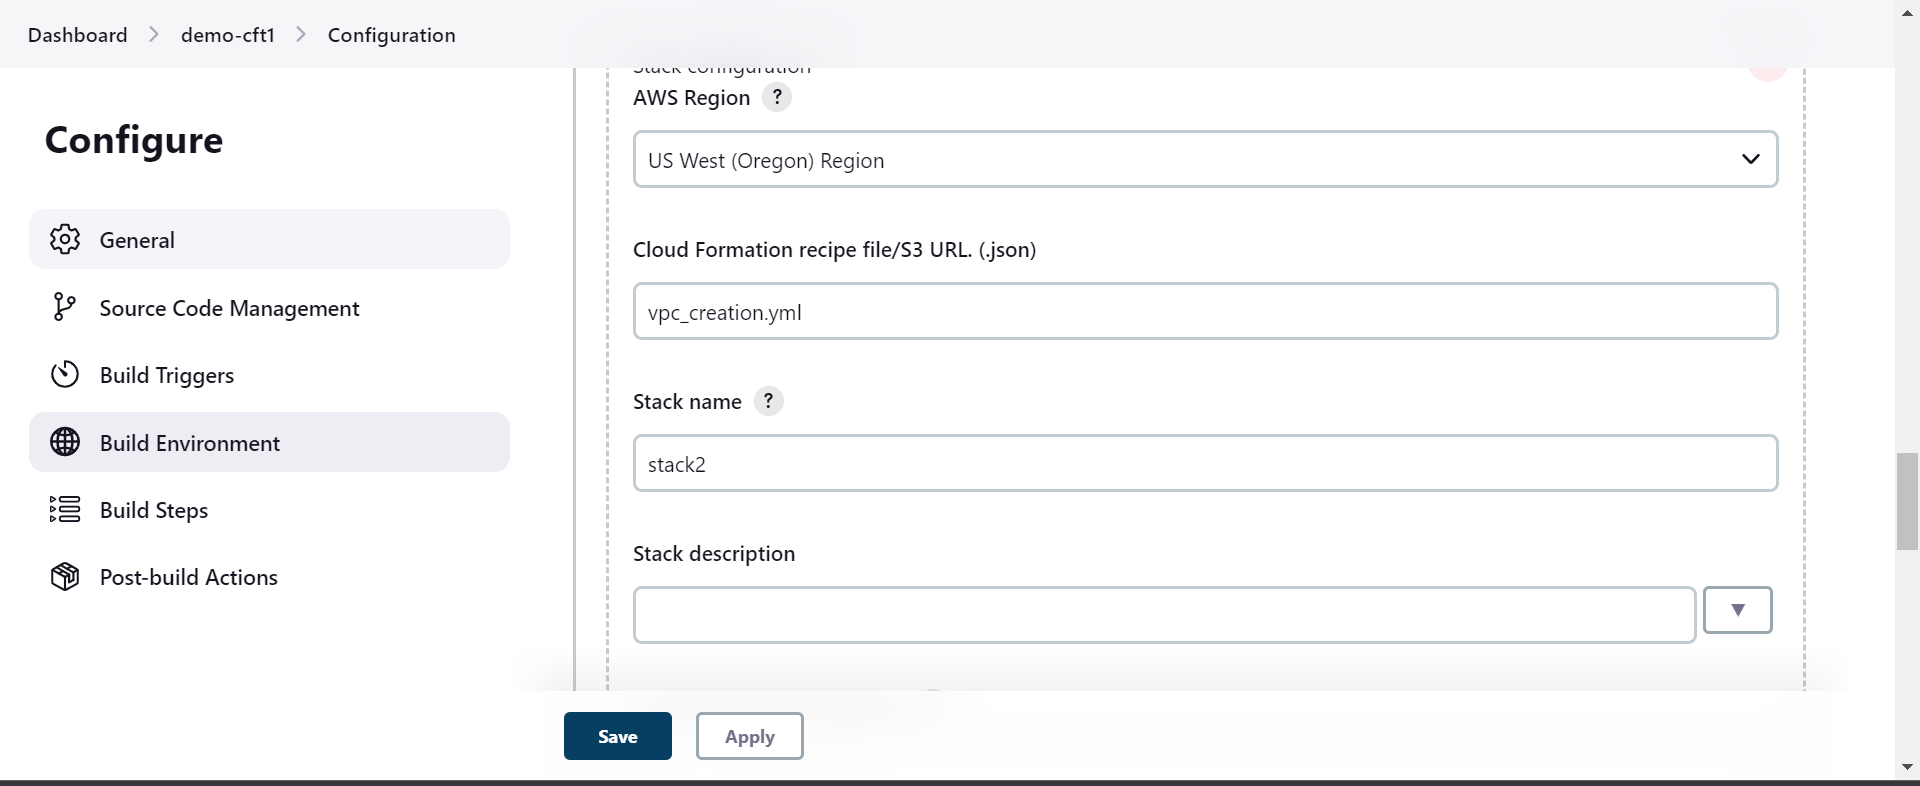 Dashboard > demo-cft1 > Configuration
Configure
General
Source Code Management
Build Triggers
Build Environment
Build Steps
Post-build Actions
Stack configuration
AWS Region ?
US West (Oregon) Region
Cloud Formation recipe file/S3 URL. (.json)
vpc_creation.yml
Stack name ?
stack2
Stack description
Save Apply